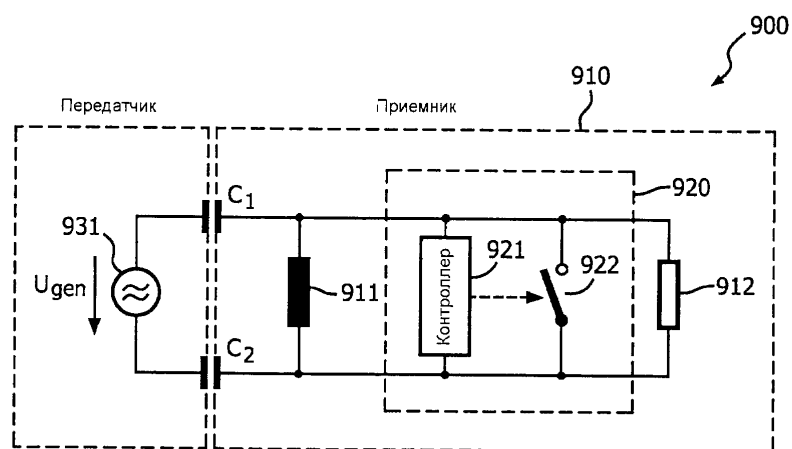 900
Передатчик
Приемник
910
920
C1
931
921
922
Ugen
911
Контроллер
912
C2